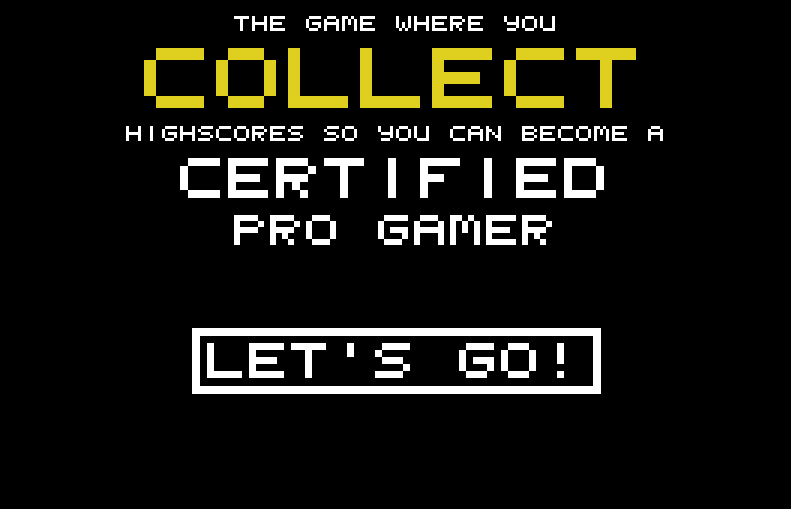 THE GAME WHERE YOU
COLLECT
HIGHSCORES SO YOU CAN BECOME A
CERTIFIED
PRO GAMER
LET'S GO!